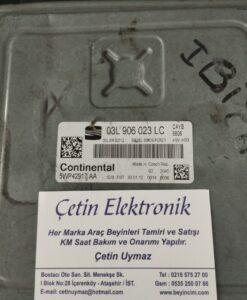 IBI
03L 906 023 LC
CAYB
Continental
Made in Czech Rep.
5WP42917 AA
Çetin Elektronik
Her Marka Araç Beyinleri Tamiri ve Satışı
KM Saat Bakım ve Onarımı Yapılır.
Çetin Uymaz
Bostancı Oto San. Sit. Menekşe Sk.
I Blok No:28 İçerenköy - Ataşehir / İST.
E-mail: cetinuymaz@hotmail.com
Tel : 0216 575 27 00
Gsm : 0535 250 07 66
www.beyincim.com